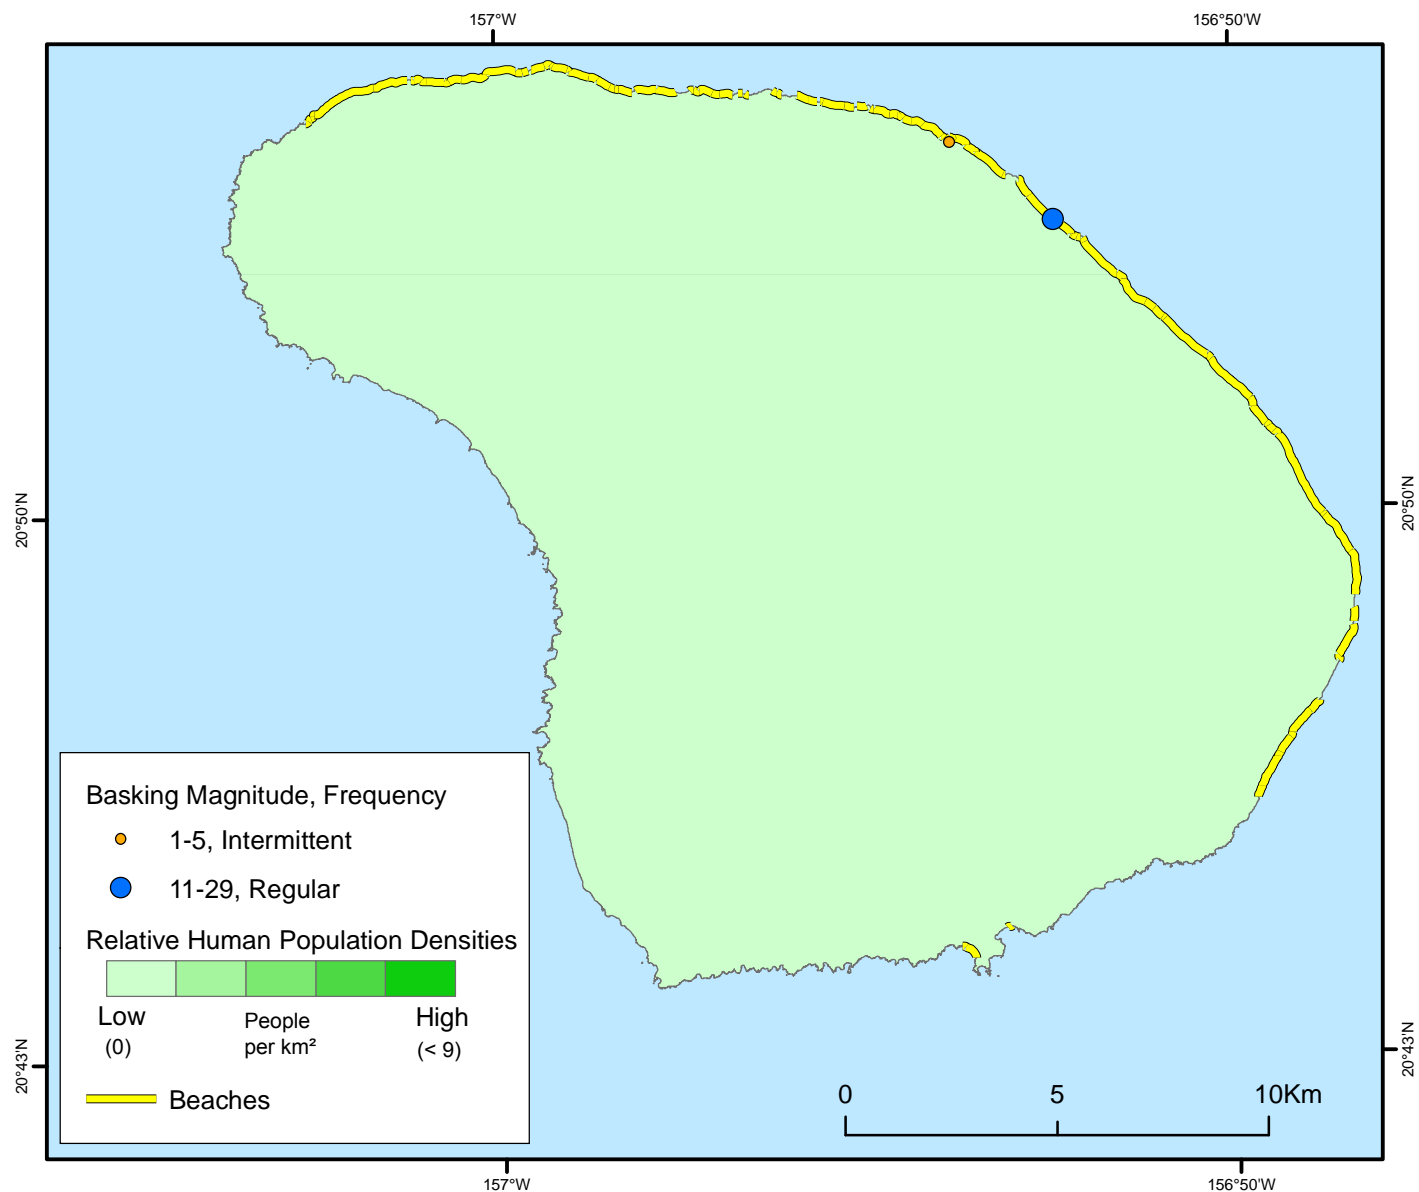 157°W
156°50'W
20°50'N
20°50'N
Basking Magnitude, Frequency
1-5, Intermittent
11-29, Regular
Relative Human Population Densities
Low
People
High
(0)
per km²
(< 9)
Beaches
0
5
10Km
20°43'N
20°43'N
157°W
156°50'W